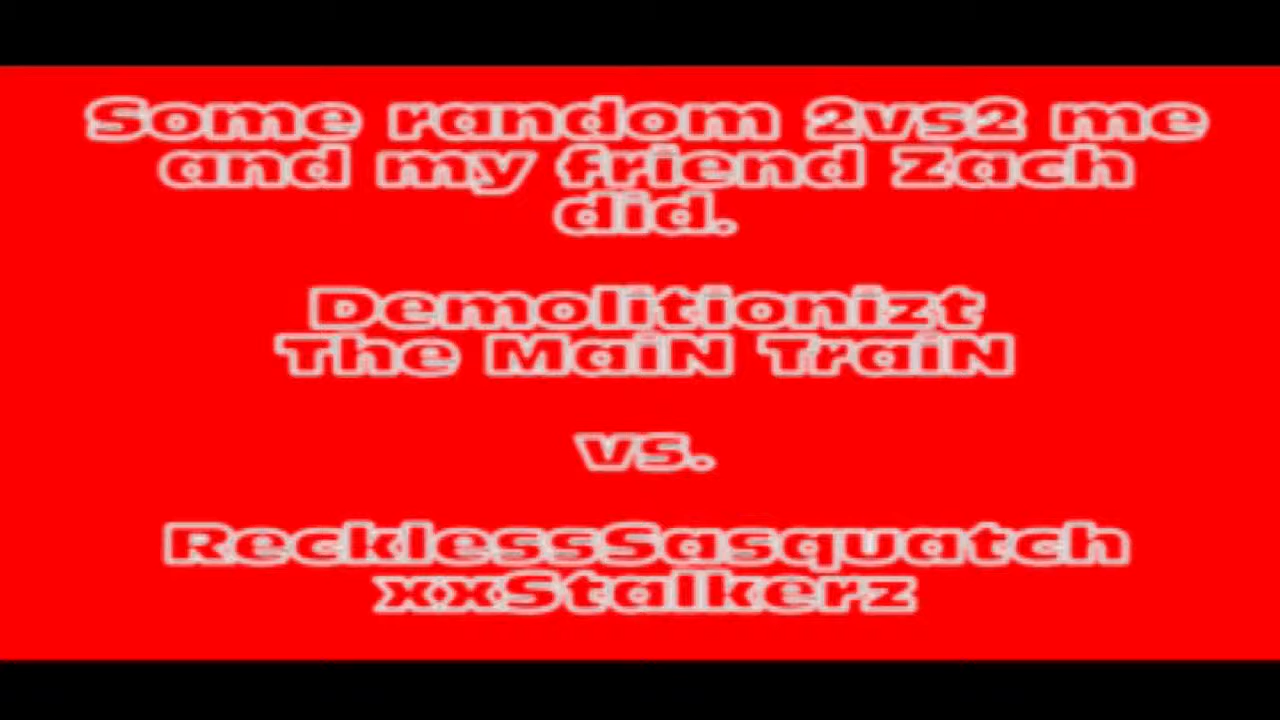 Some random 2vs2 me
and my friend Zach
did.
Demolitionizt
The MaiN TraiN
vs.
RecklessSasquatch
xxStalkerz